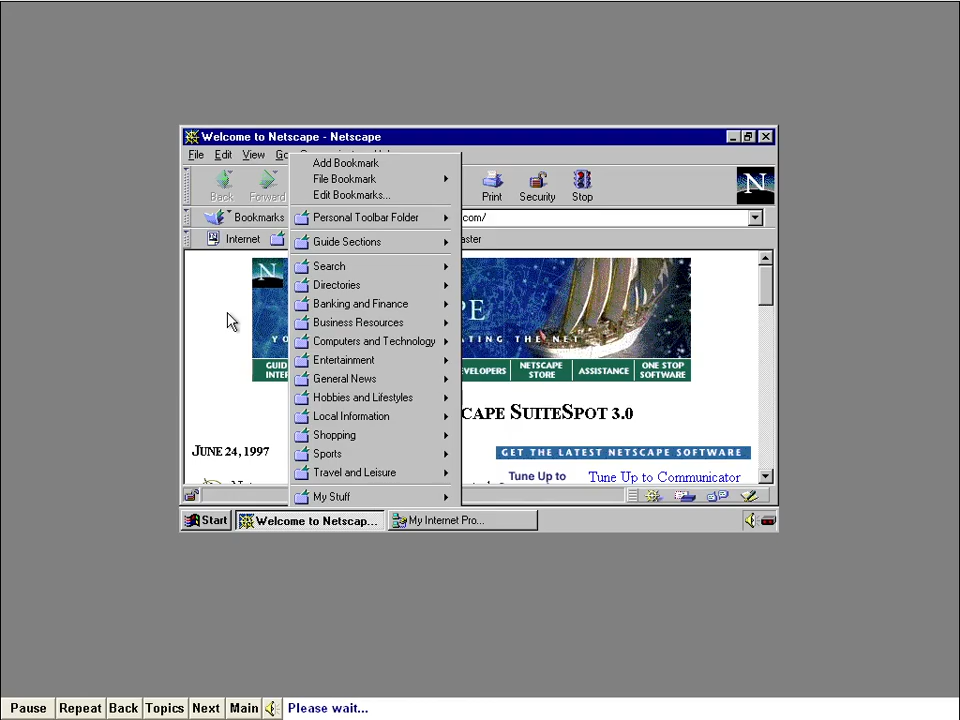 Welcome to Netscape - Netscape
File Edit View Go
Add Bookmark
File Bookmark
Edit Bookmarks...
Personal Toolbar Folder
Guide Sections
Search
Directories
Banking and Finance
Business Resources
Computers and Technology
Entertainment
General News
Hobbies and Lifestyles
Local Information
Shopping
Sports
Travel and Leisure
My Stuff
Back Forward Print Security Stop
N
Bookmarks com/
Internet
N
ATING THE NET
NETSCAPE STORE
ASSISTANCE
ONE STOP SOFTWARE
SUITESPOT 3.0
JUNE 24, 1997
GET THE LATEST NETSCAPE SOFTWARE
Tune Up to Tune Up to Communicator
Start Welcome to Netscap... My Internet Pro...
Pause Repeat Back Topics Next Main Please wait...